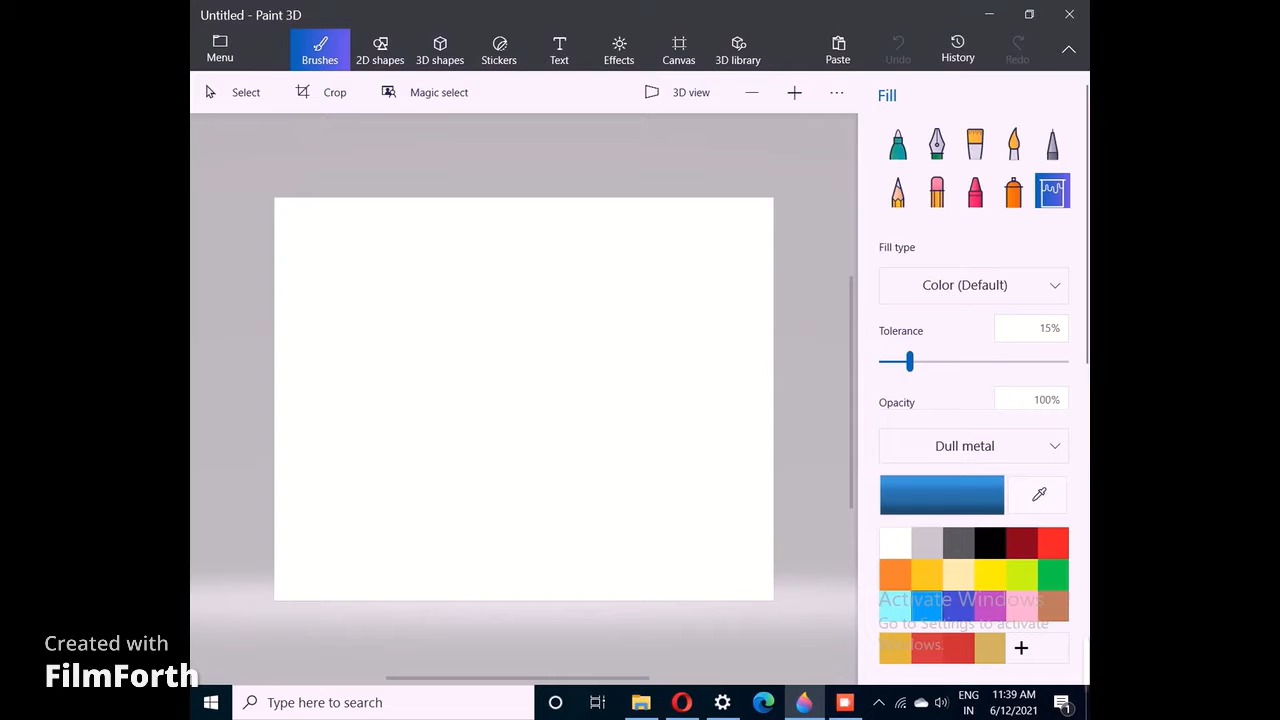 Untitled - Paint 3D
Menu
Brushes
2D shapes
3D shapes
Stickers
Text
Effects
Canvas
3D library
Paste
Undo
History
Redo
Select
Crop
Magic select
3D view
Fill
Fill type
Color (Default)
Tolerance
15%
Opacity
100%
Dull metal
Activate Windows
Go to Settings to activate
Windows.
Created with
FilmForth
Type here to search
ENG
IN
11:39 AM
6/12/2021
1